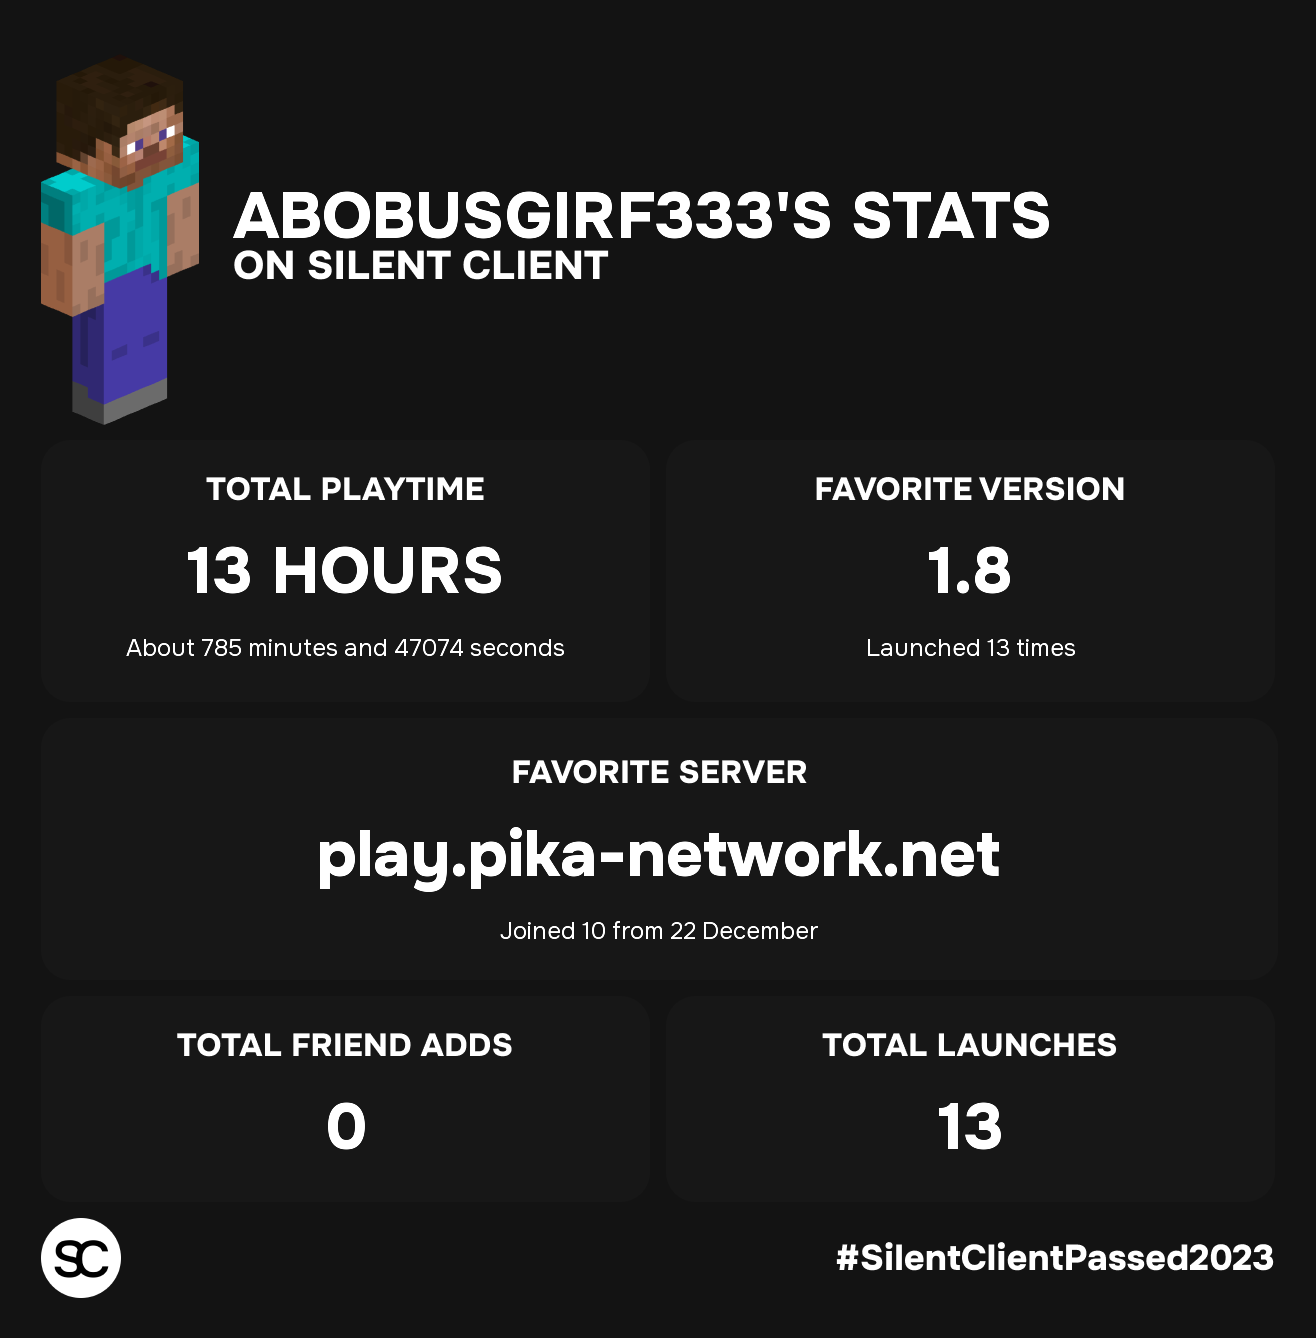 ABOBUSGIRF333'S STATS
ON SILENT CLIENT
TOTAL PLAYTIME
13 HOURS
About 785 minutes and 47074 seconds
FAVORITE VERSION
1.8
Launched 13 times
FAVORITE SERVER
play.pika-network.net
Joined 10 from 22 December
TOTAL FRIEND ADDS
0
TOTAL LAUNCHES
13
SC
#SilentClientPassed2023